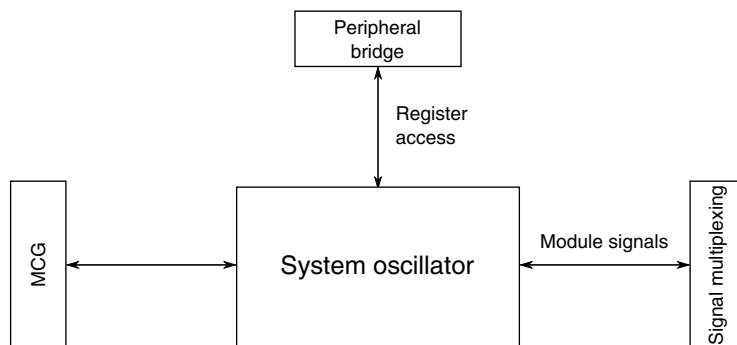 Peripheral
bridge
Register
access
MCG
System oscillator
Module signals
Signal multiplexing